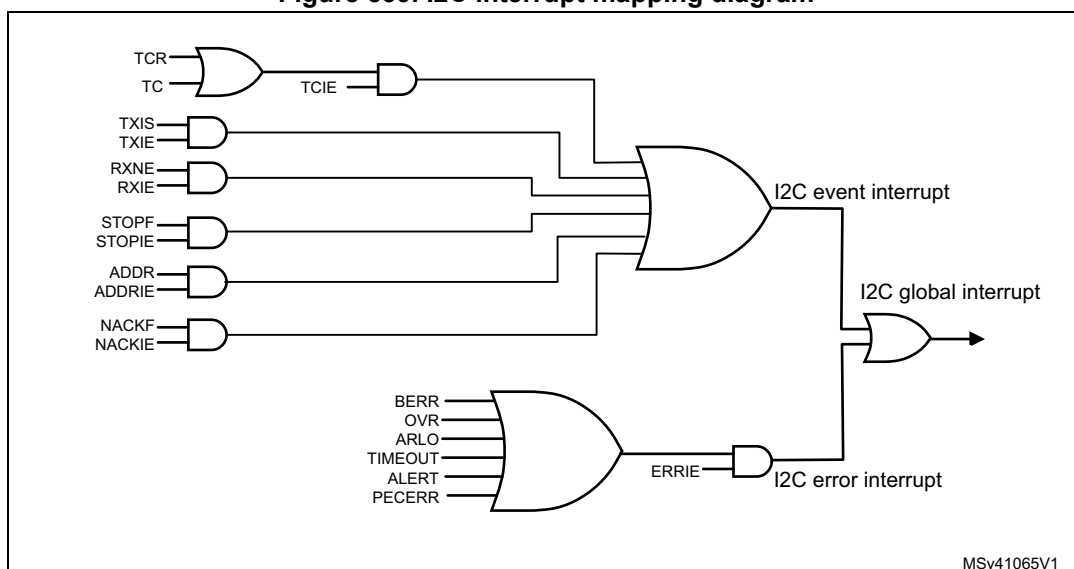 TCR
TC
TCIE
TXIS
TXIE
RXNE
RXIE
STOPF
STOPIE
ADDR
ADDRIE
NACKF
NACKIE
I2C event interrupt
I2C global interrupt
BERR
OVR
ARLO
TIMEOUT
ALERT
PECERR
ERRIE
I2C error interrupt
MSv41065V1